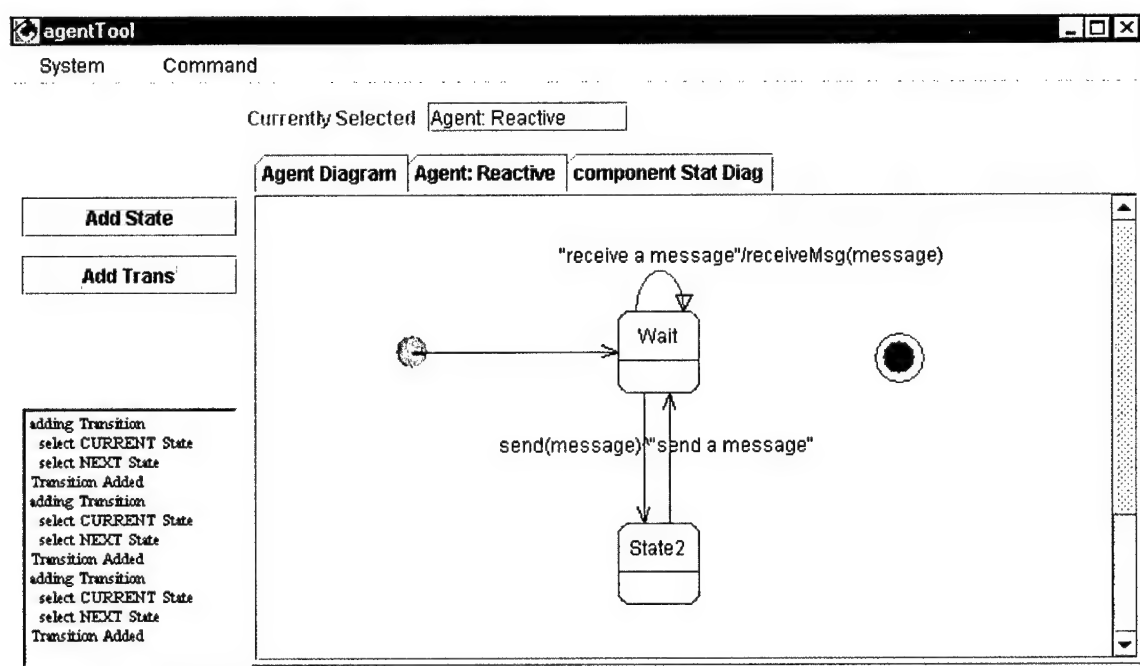 agentTool
System Command
Currently Selected Agent: Reactive
Agent Diagram Agent: Reactive component Stat Diag
Add State
Add Trans
"receive a message"/receiveMsg(message)
Wait
send(message)^"send a message"
State2
adding Transition
select CURRENT State
select NEXT State
Transition Added
adding Transition
select CURRENT State
select NEXT State
Transition Added
adding Transition
select CURRENT State
select NEXT State
Transition Added